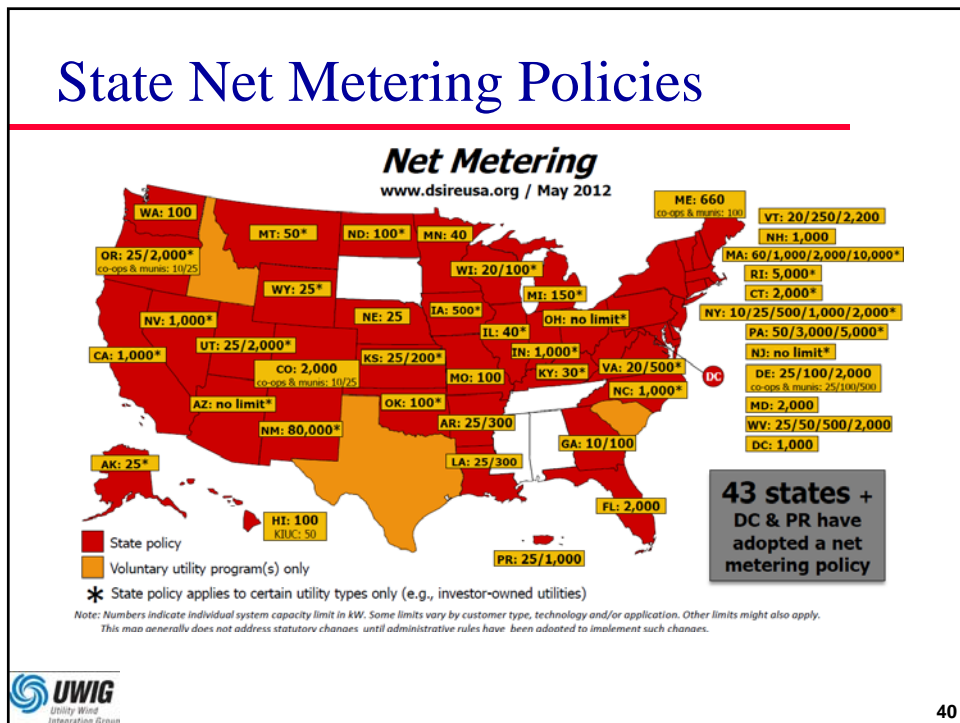 State Net Metering Policies
Net Metering
www.dsireusa.org / May 2012
WA: 100
OR: 25/2,000*
co-ops & munis: 10/25
MT: 50*
ND: 100*
MN: 40
WY: 25*
WI: 20/100*
MI: 150*
NV: 1,000*
NE: 25
IA: 500*
OH: no limit*
IL: 40*
UT: 25/2,000*
CA: 1,000*
CO: 2,000
co-ops & munis: 10/25
KS: 25/200*
IN: 1,000*
MO: 100
KY: 30*
VA: 20/500*
NC: 1,000*
DC
AZ: no limit*
OK: 100*
AR: 25/300
NM: 80,000*
GA: 10/100
LA: 25/300
AK: 25*
FL: 2,000
HI: 100
KIUC: 50
PR: 25/1,000
ME: 660
co-ops & munis: 100
VT: 20/250/2,200
NH: 1,000
MA: 60/1,000/2,000/10,000*
RI: 5,000*
CT: 2,000*
NY: 10/25/500/1,000/2,000*
PA: 50/3,000/5,000*
NJ: no limit*
DE: 25/100/2,000
co-ops & munis: 25/100/500
MD: 2,000
WV: 25/50/500/2,000
DC: 1,000
43 states +
DC & PR have
adopted a net
metering policy
State policy
Voluntary utility program(s) only
* State policy applies to certain utility types only (e.g., investor-owned utilities)
Note: Numbers indicate individual system capacity limit in kW. Some limits vary by customer type, technology and/or application. Other limits might also apply.
This map generally does not address statutory changes until administrative rules have been adopted to implement such changes.
UWIG
Utility Wind
Integration Group
40